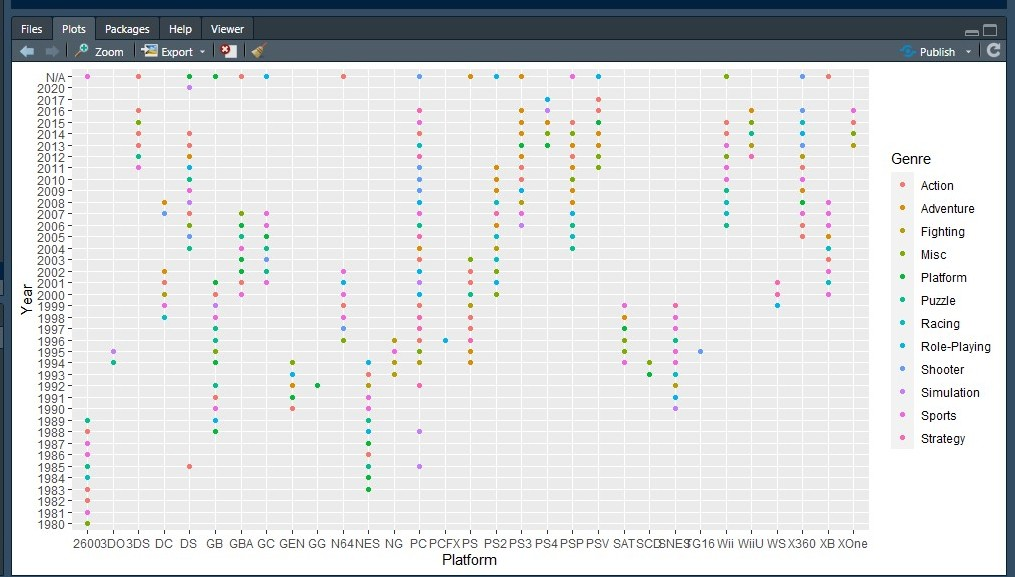 Files Plots Packages Help Viewer
Zoom Export Publish
N/A
2020
2017
2016
2015
2014
2013
2012
2011
2010
2009
2008
2007
2006
2005
2004
2003
2002
2001
2000
1999
1998
1997
1996
1995
1994
1993
1992
1991
1990
1989
1988
1987
1986
1985
1984
1983
1982
1981
1980
Year
2600 3DO 3DS DC DS GB GBA GC GEN GG N64 NES NG PC PCFX PS PS2 PS3 PS4 PSP PSV SAT SCD SNES TG16 Wii WiiU WS X360 XB XOne
Platform
Genre
Action
Adventure
Fighting
Misc
Platform
Puzzle
Racing
Role-Playing
Shooter
Simulation
Sports
Strategy